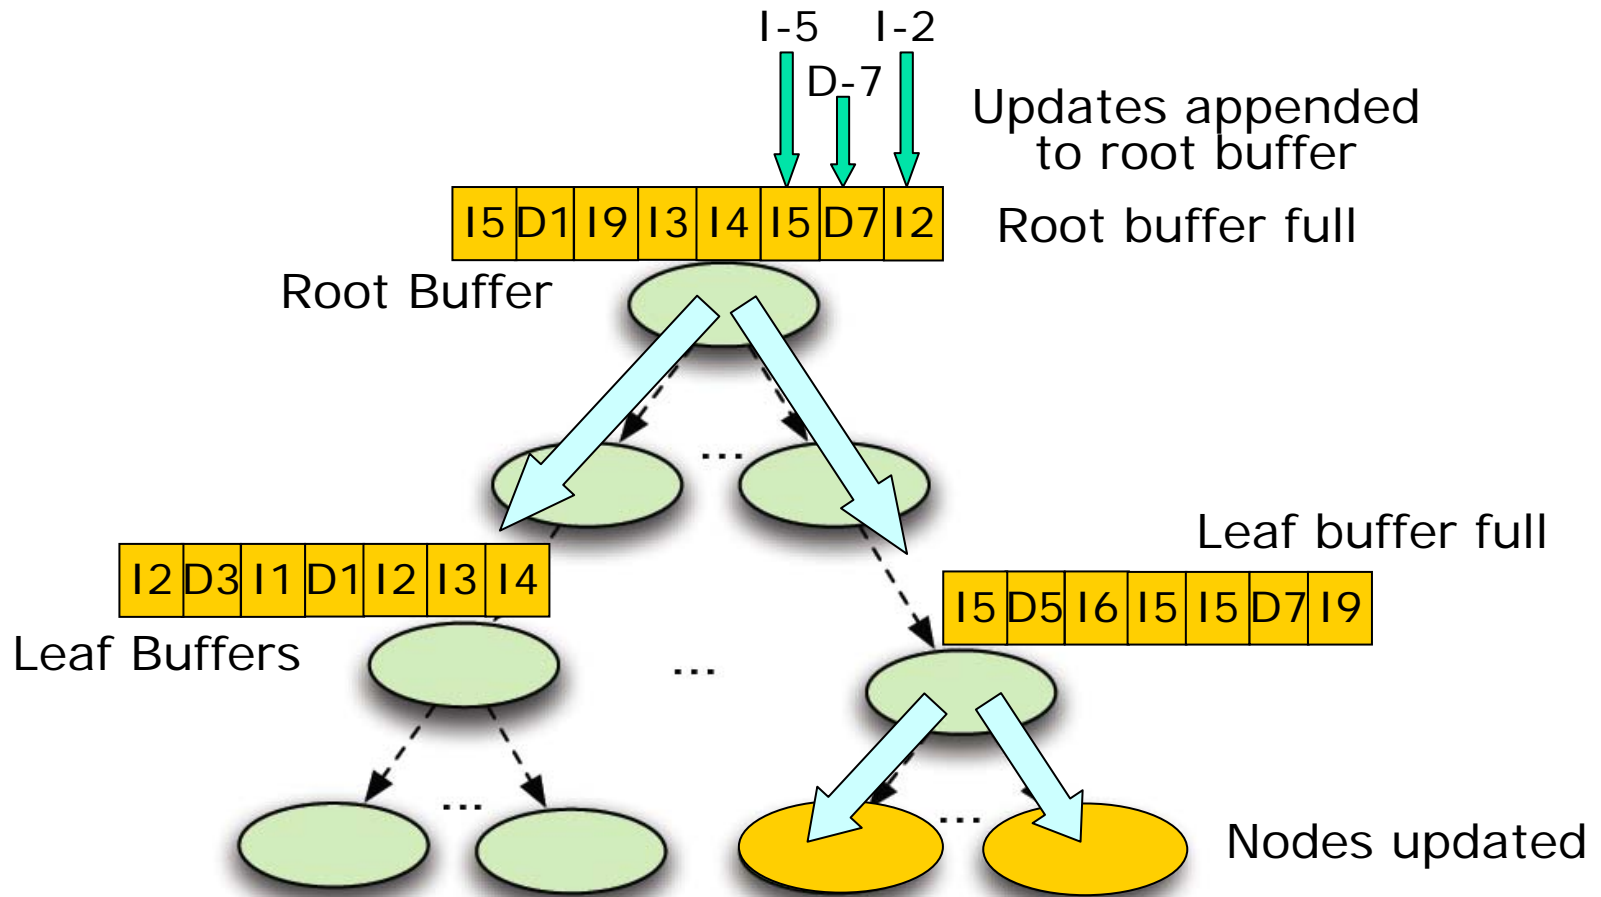 I-5 I-2
D-7
Updates appended
to root buffer
I5 D1 I9 I3 I4 I5 D7 I2
Root buffer full
Root Buffer
...
Leaf buffer full
I2 D3 I1 D1 I2 I3 I4
I5 D5 I6 I5 I5 D7 I9
Leaf Buffers
...
...
...
Nodes updated